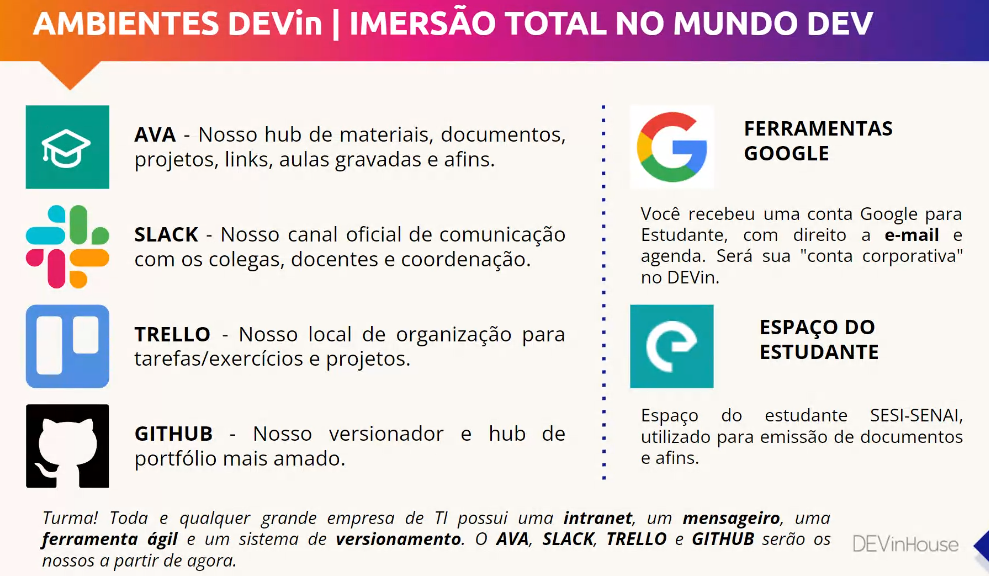 AMBIENTES DEVin | IMERSÃO TOTAL NO MUNDO DEV
AVA - Nosso hub de materiais, documentos,
projetos, links, aulas gravadas e afins.
SLACK - Nosso canal oficial de comunicação
com os colegas, docentes e coordenação.
TRELLO - Nosso local de organização para
tarefas/exercícios e projetos.
GITHUB - Nosso versionador e hub de
portfólio mais amado.
FERRAMENTAS
GOOGLE
Você recebeu uma conta Google para
Estudante, com direito a e-mail e
agenda. Será sua "conta corporativa"
no DEVin.
ESPAÇO DO
ESTUDANTE
Espaço do estudante SESI-SENAI,
utilizado para emissão de documentos
e afins.
Turma! Toda e qualquer grande empresa de TI possui uma intranet, um mensageiro, uma
ferramenta ágil e um sistema de versionamento. O AVA, SLACK, TRELLO e GITHUB serão os
nossos a partir de agora.
DEVinHouse